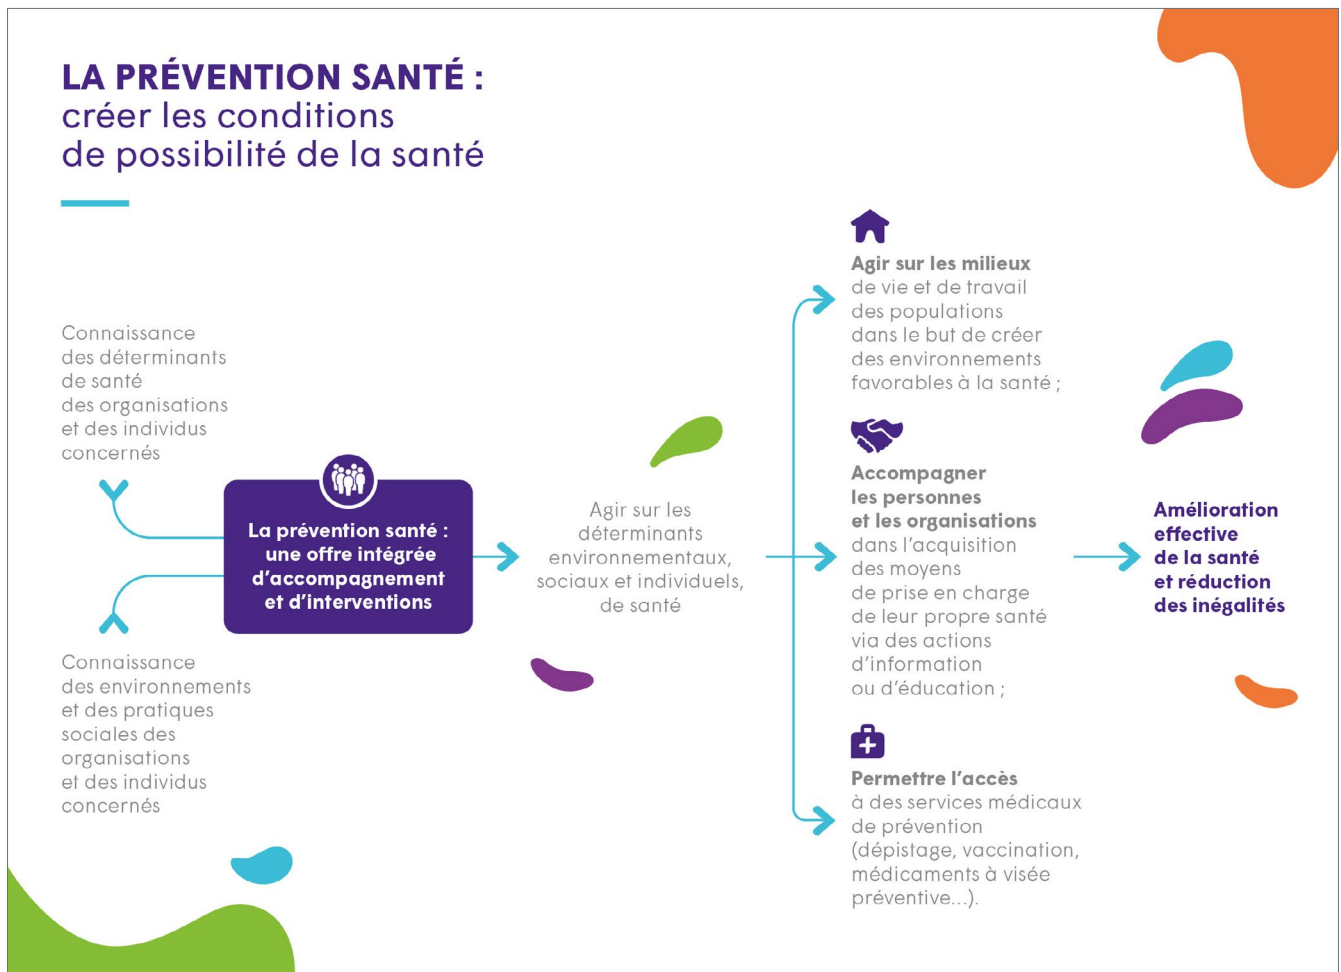 LA PRÉVENTION SANTÉ :
créer les conditions
de possibilité de la santé
Connaissance
des déterminants
de santé
des organisations
et des individus
concernés
La prévention santé :
une offre intégrée
d’accompagnement
et d’interventions
Connaissance
des environnements
et des pratiques
sociales des
organisations
et des individus
concernés
Agir sur les
déterminants
environnementaux,
sociaux et individuels,
de santé
Agir sur les milieux
de vie et de travail
des populations
dans le but de créer
des environnements
favorables à la santé ;
Accompagner
les personnes
et les organisations
dans l’acquisition
des moyens
de prise en charge
de leur propre santé
via des actions
d’information
ou d’éducation ;
Permettre l’accès
à des services médicaux
de prévention
(dépistage, vaccination,
médicaments à visée
préventive...).
Amélioration
effective
de la santé
et réduction
des inégalités